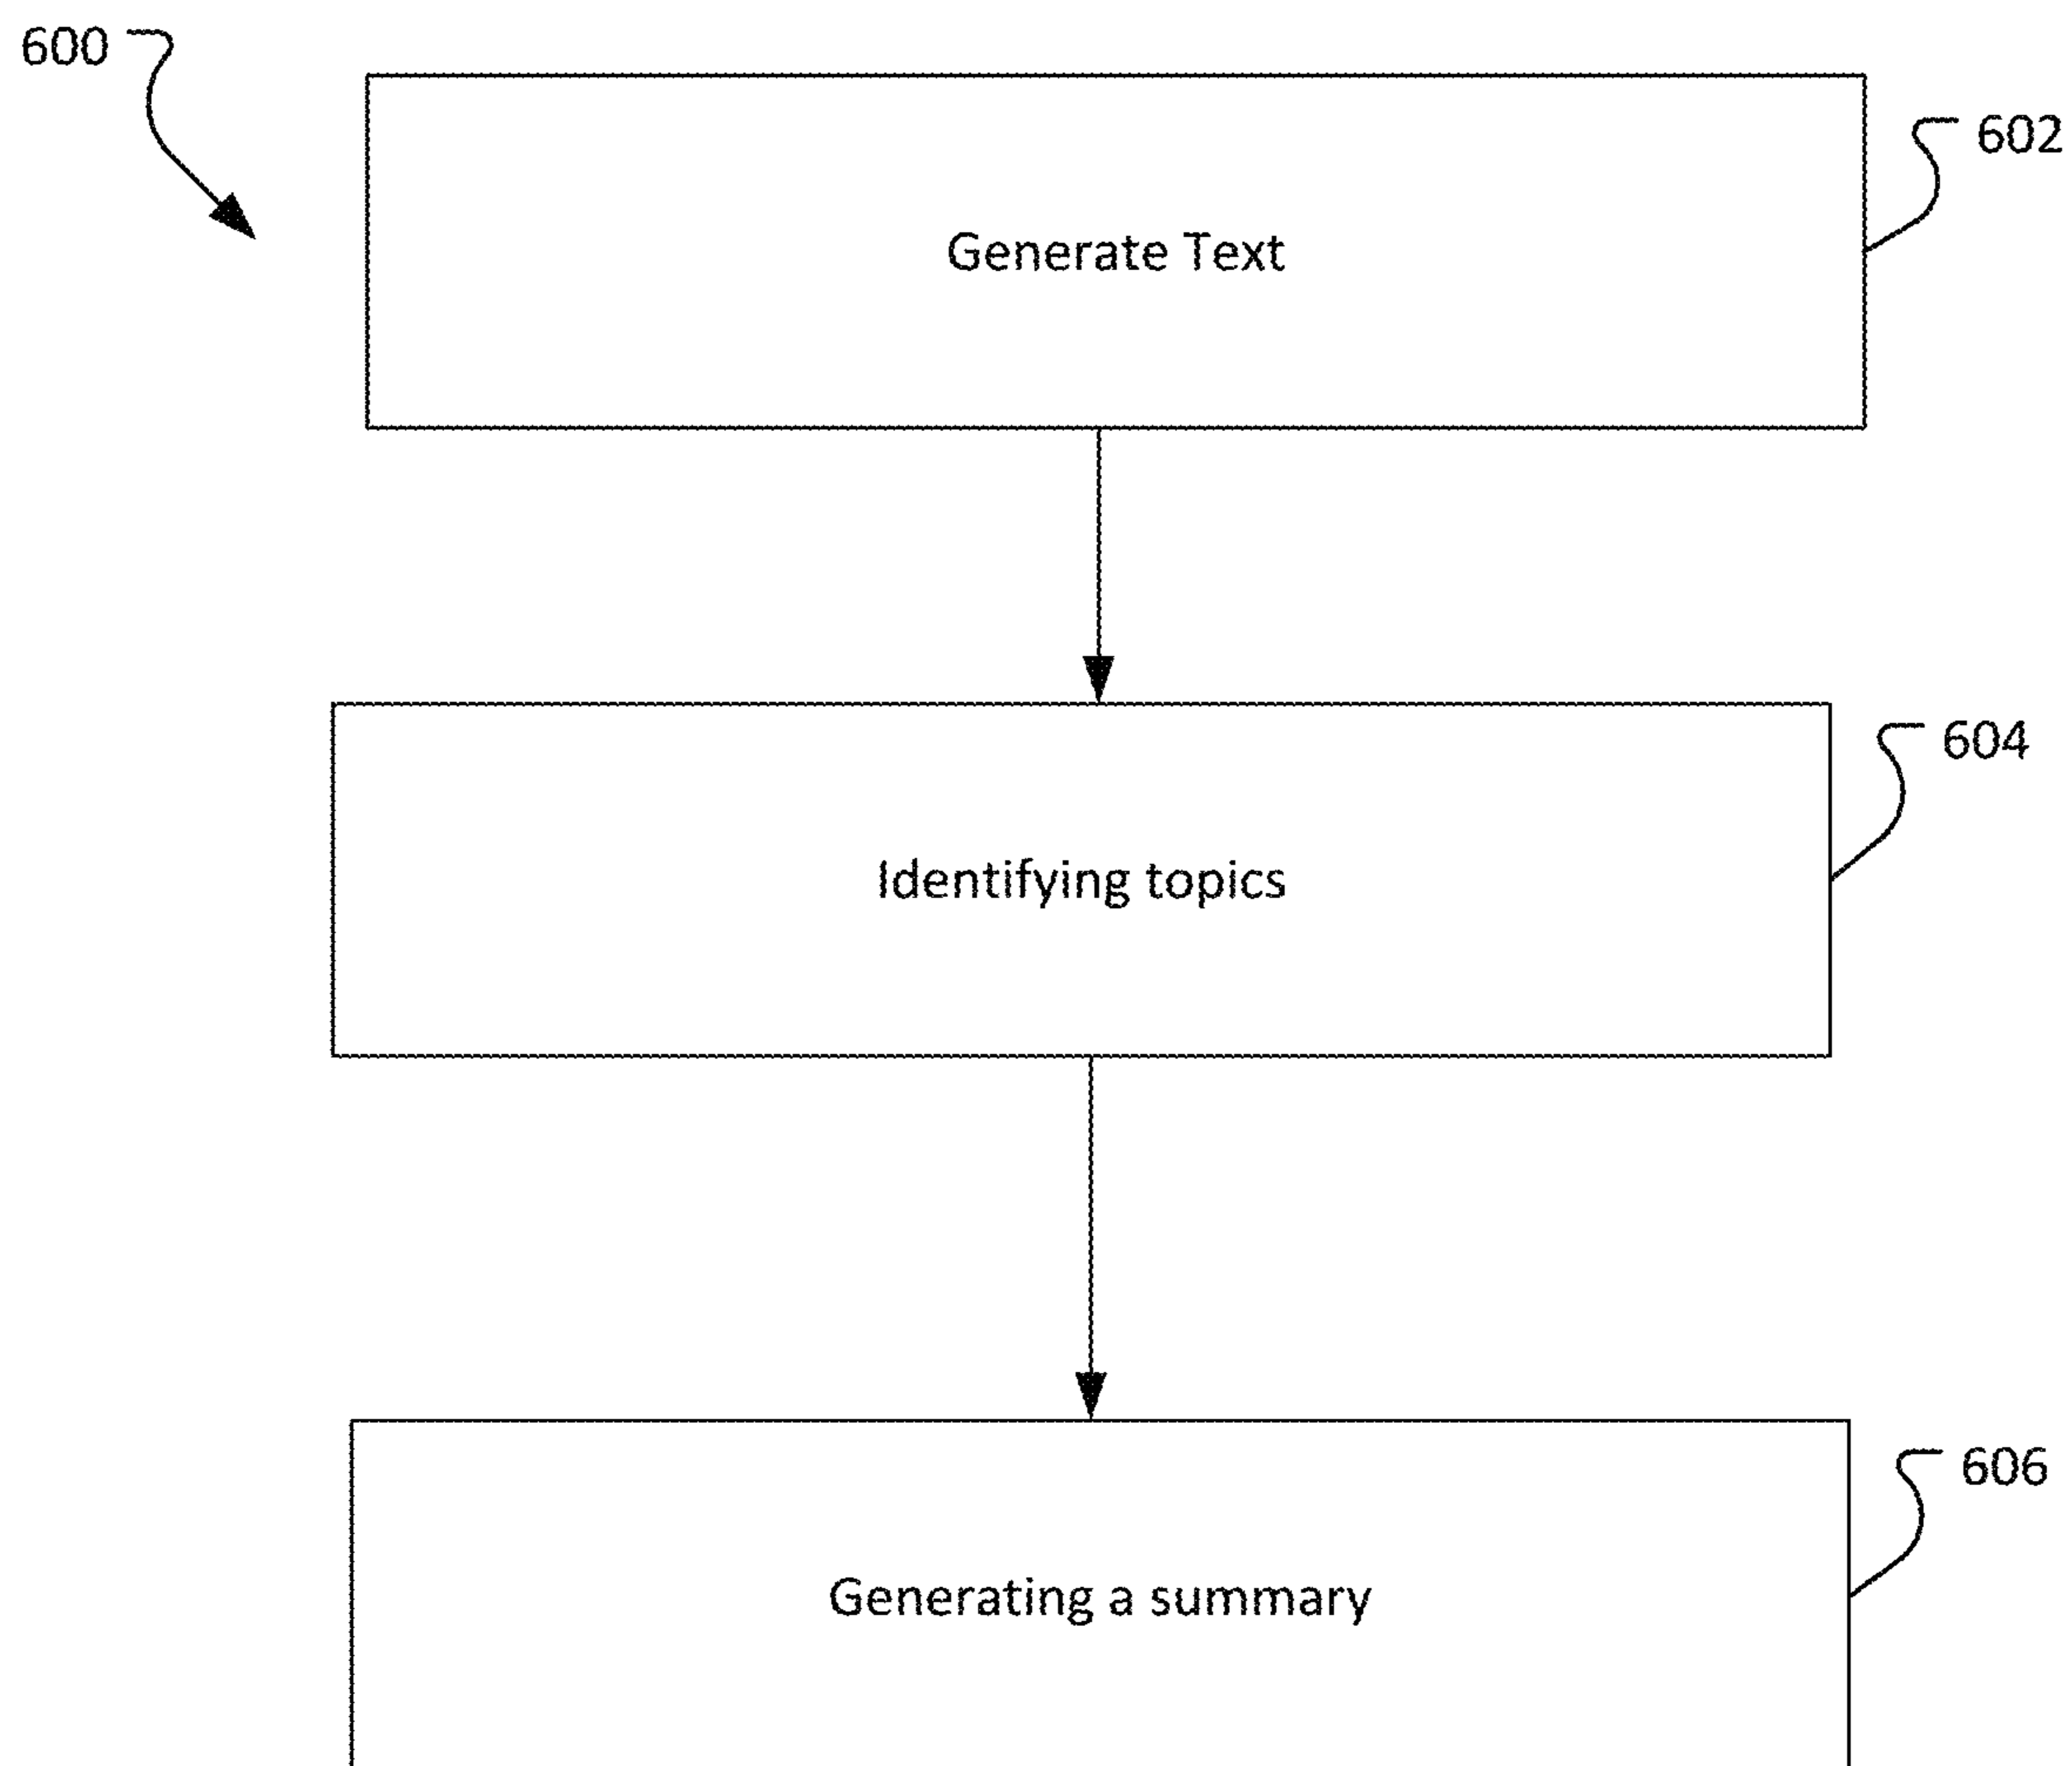 600
602
Generate Text
604
Identifying topics
606
Generating a summary